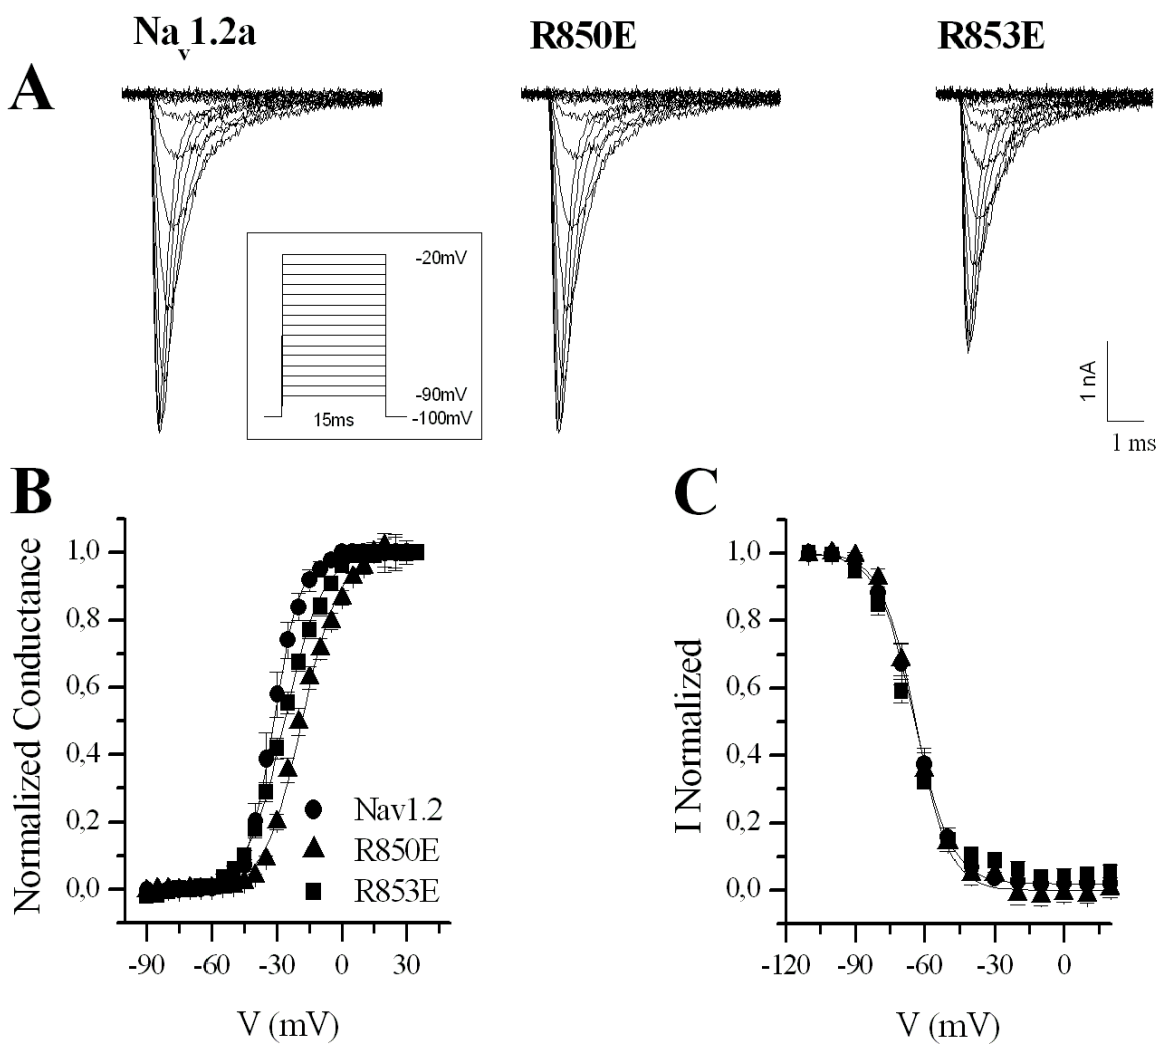 Nav1.2a
R850E
R853E
A
-20mV
-90mV
15ms
-100mV
1 nA
1 ms
B
C
Normalized Conductance
1,0
0,8
0,6
0,4
0,2
0,0
Nav1.2
R850E
R853E
-90
-60
-30
0
30
V (mV)
I Normalized
1,0
0,8
0,6
0,4
0,2
0,0
-120
-90
-60
-30
0
V (mV)